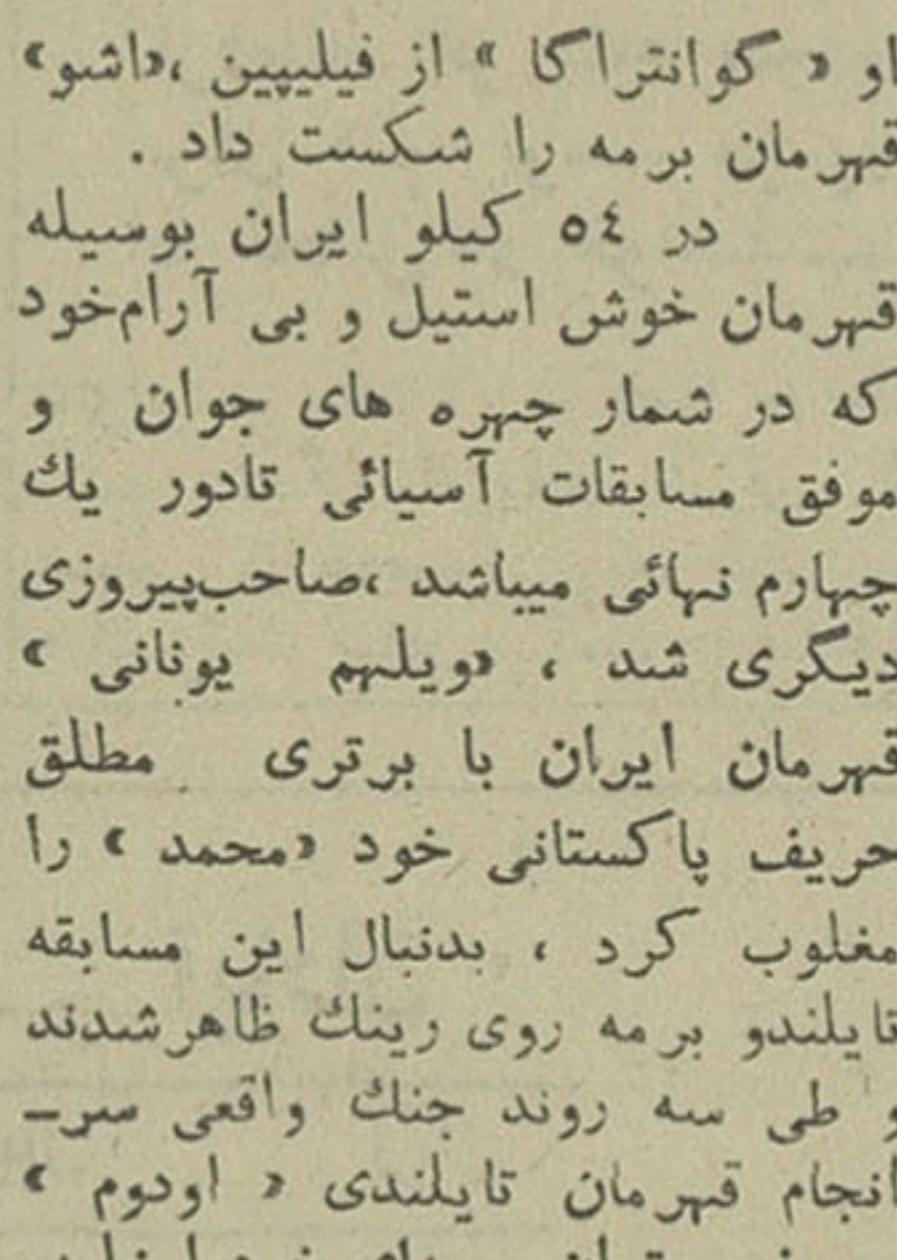 او « گوانتراگا » از فیلیپین ،«اشو»
قهرمان برمه را شکست داد .
در ٥٤ کیلو ایران بوسیله
قهرمان خوش استیل و بی آرام‌خود
که در شمار چهره های جوان و
موفق مسابقات آسیائی تادور یك
چهارم نهائی میباشد ،صاحب‌پیروزی
دیگری شد ، «ویلهم یونانی »
قهرمان ایران با برتری مطلق
حریف پاکستانی خود «محمد » را
مغلوب کرد ، بدنبال این مسابقه
تایلندو برمه روی رینك ظاهرشدند
و طی سه روند جنك واقعی سر-
انجام قهرمان تایلندی « اودوم »